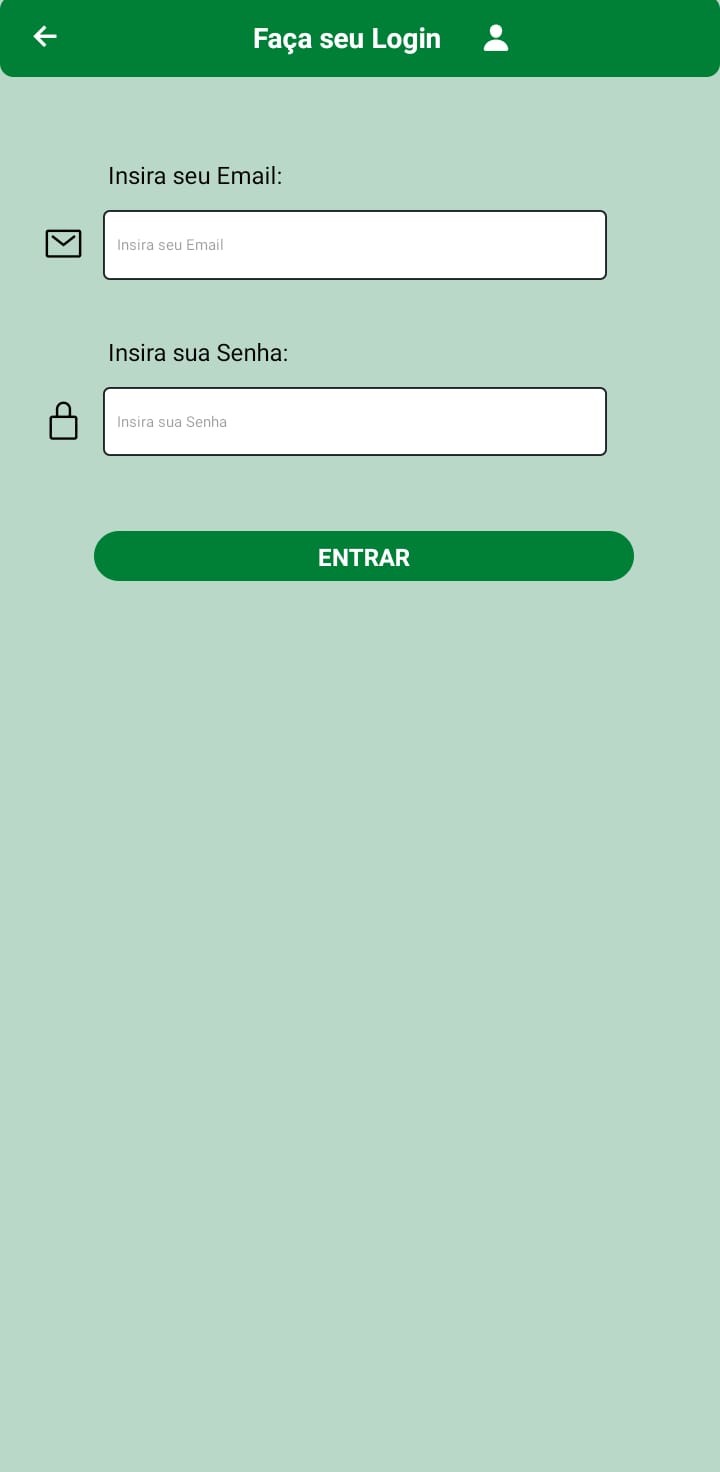 Faça seu Login
Insira seu Email:
Insira seu Email
Insira sua Senha:
Insira sua Senha
ENTRAR